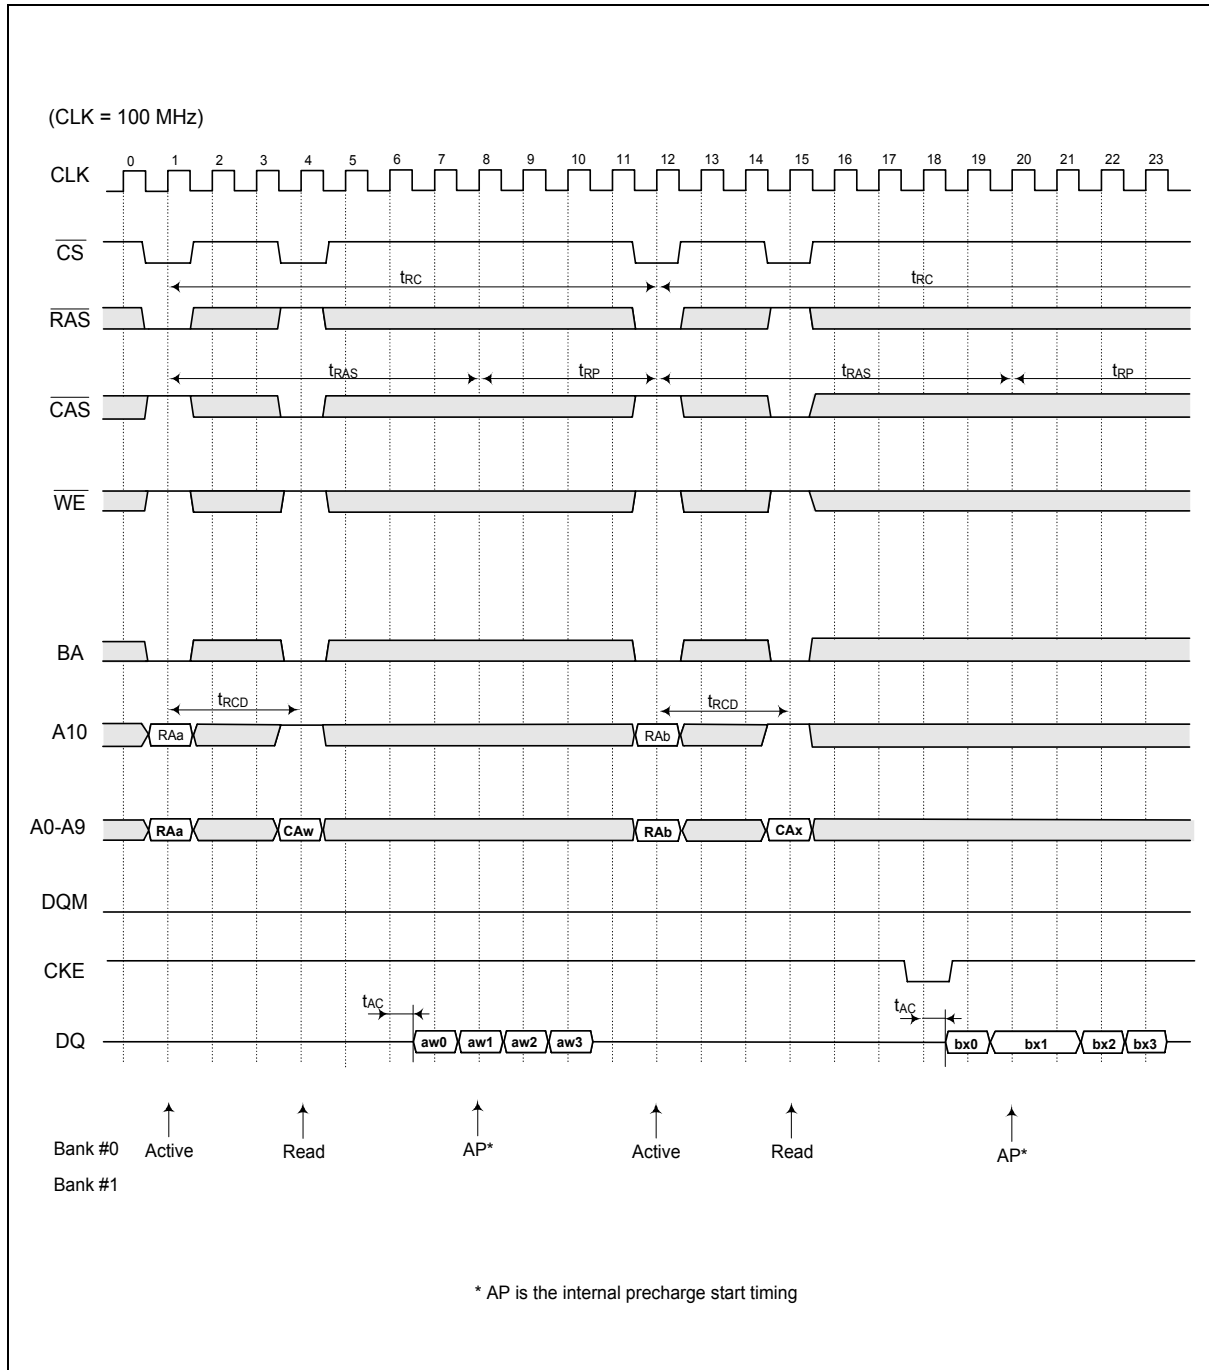 (CLK = 100 MHz)
0 1 2 3 4 5 6 7 8 9 10 11 12 13 14 15 16 17 18 19 20 21 22 23
CLK
CS
tRC tRC
RAS
tRAS tRP tRAS tRP
CAS
WE
BA
tRCD tRCD
A10 RAa RAb
A0-A9 RAa CAw RAb CAx
DQM
CKE
tAC tAC
DQ aw0 aw1 aw2 aw3 bx0 bx1 bx2 bx3
Bank #0 Active Read AP* Active Read AP*
Bank #1
* AP is the internal precharge start timing